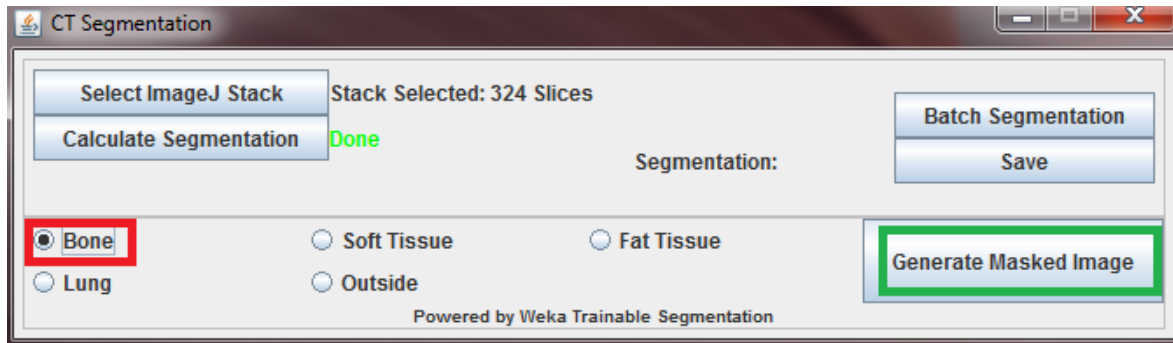 CT Segmentation
Select ImageJ Stack
Stack Selected: 324 Slices
Calculate Segmentation
Done
Batch Segmentation
Segmentation:
Save
Bone
Soft Tissue
Fat Tissue
Generate Masked Image
Lung
Outside
Powered by Weka Trainable Segmentation